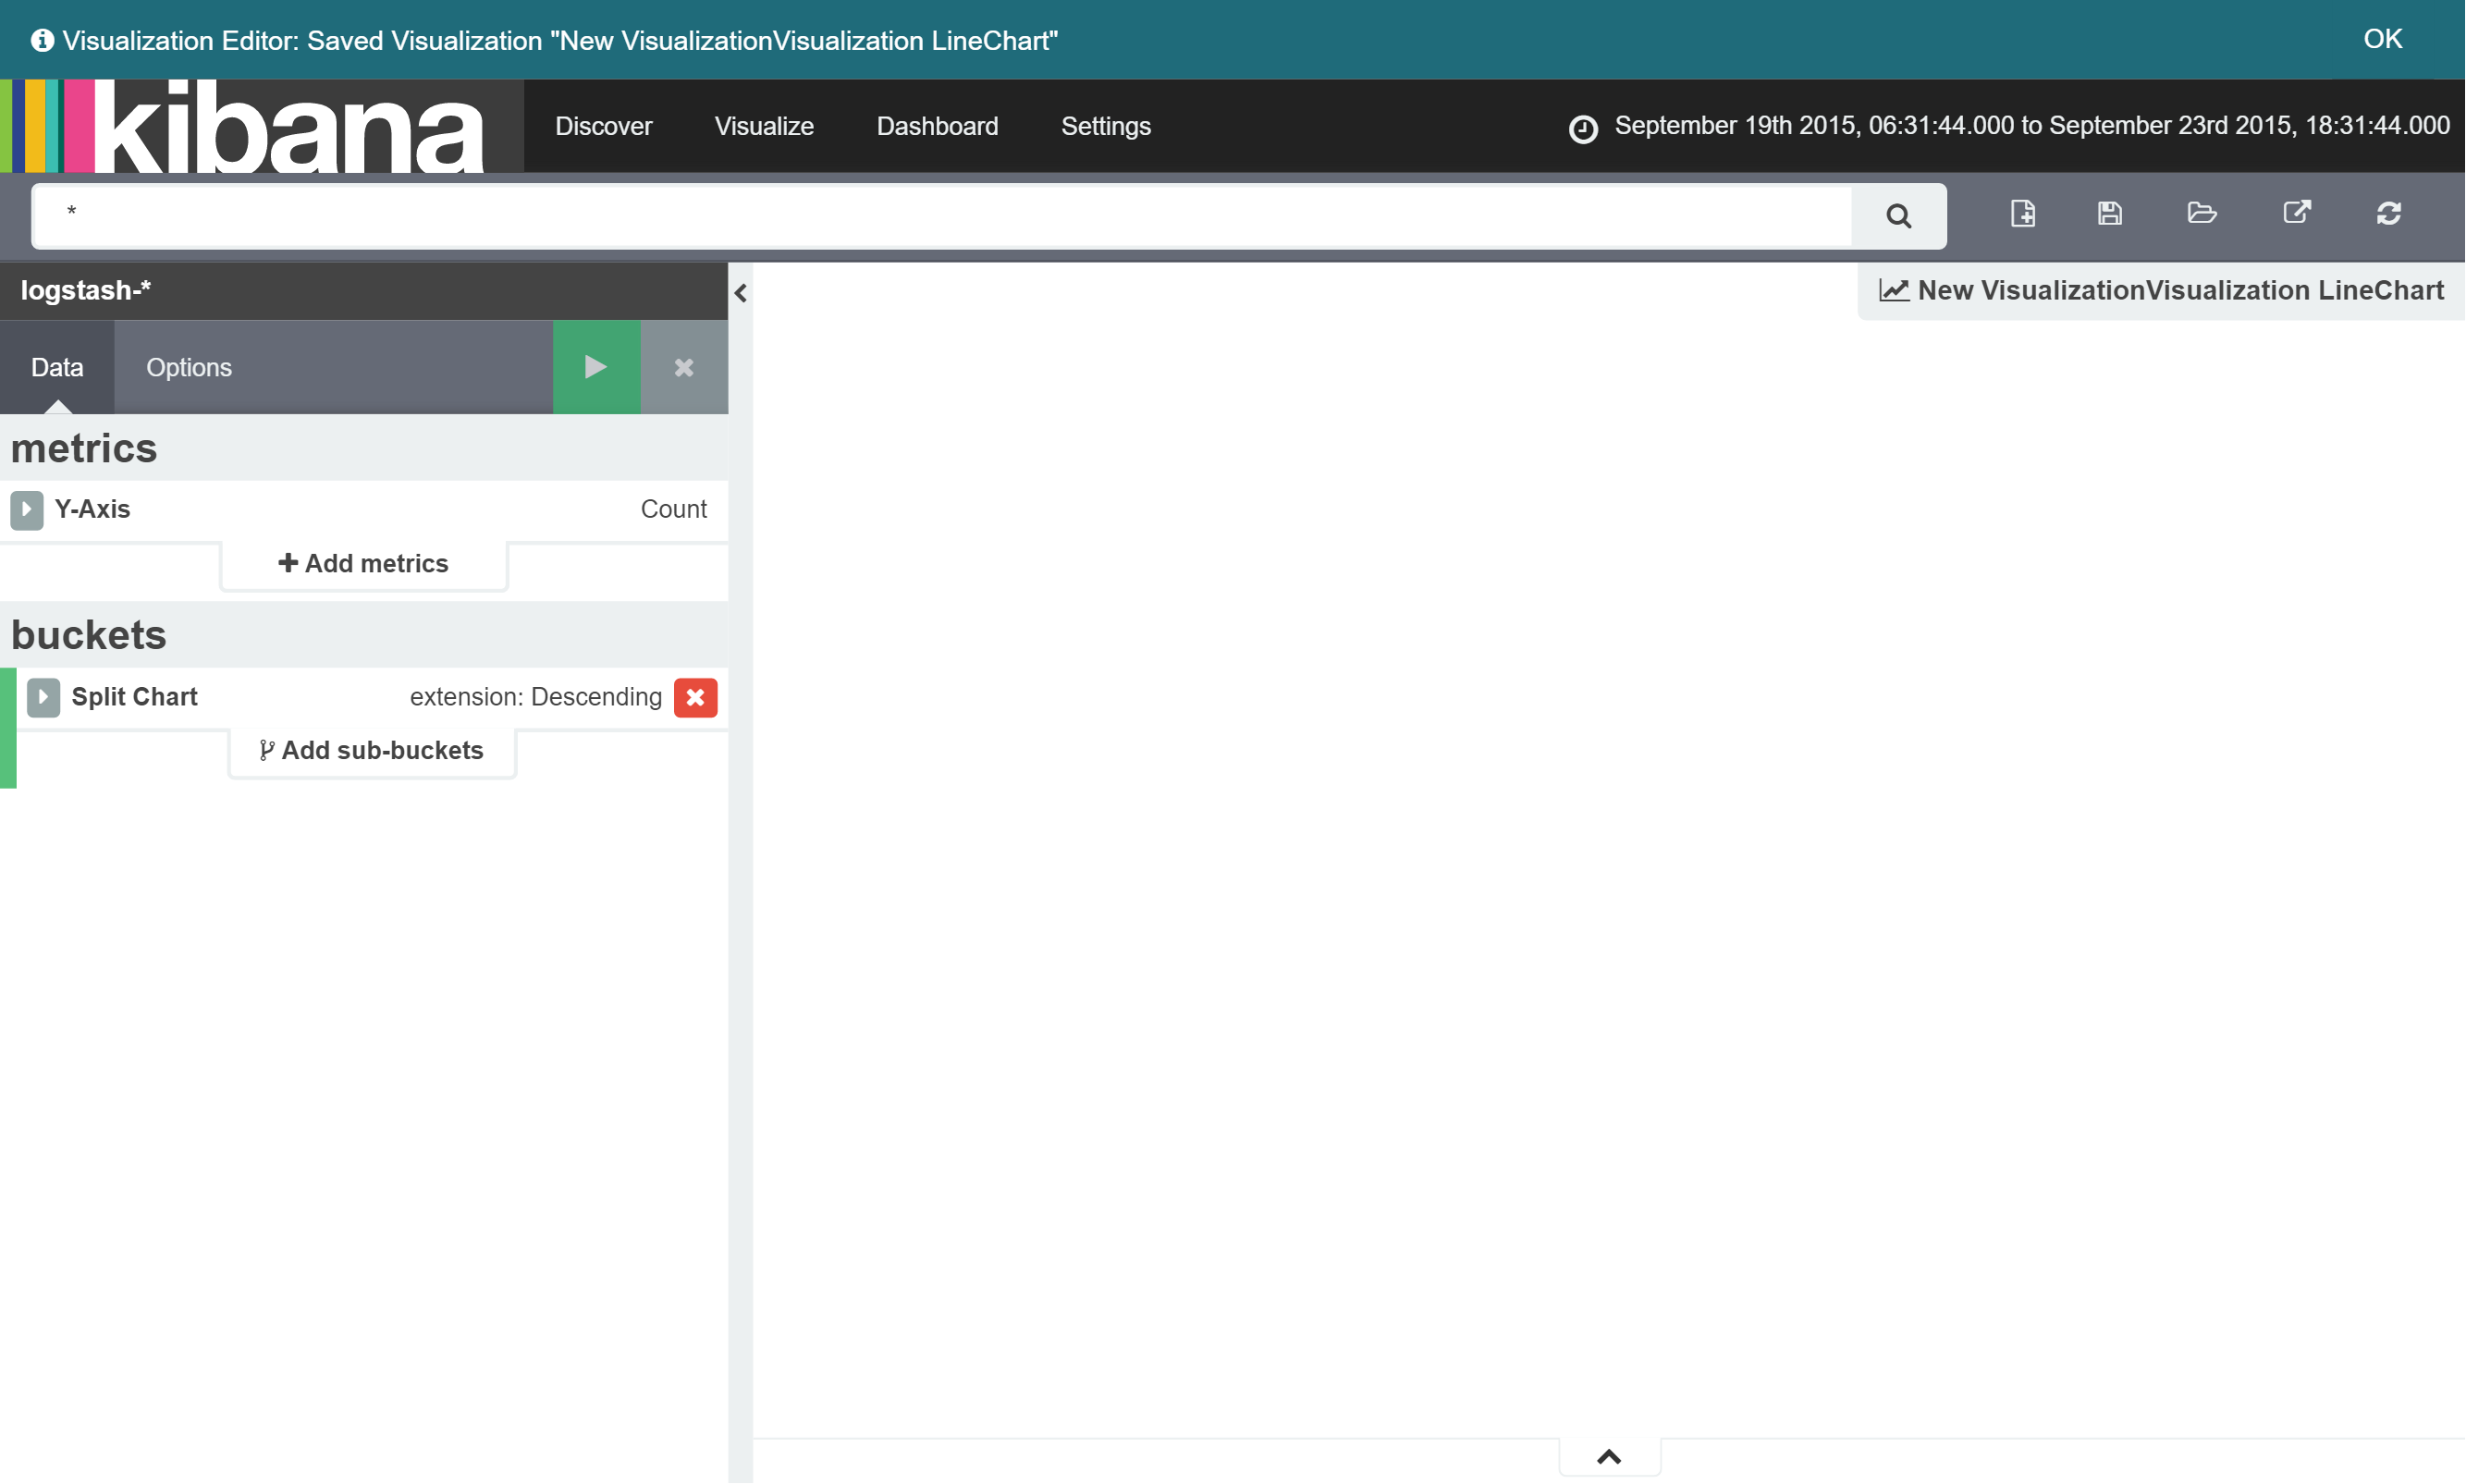 Visualization Editor: Saved Visualization "New VisualizationVisualization LineChart"
OK
kibana
Discover
Visualize
Dashboard
Settings
September 19th 2015, 06:31:44.000 to September 23rd 2015, 18:31:44.000
*
logstash-*
New VisualizationVisualization LineChart
Data
Options
metrics
Y-Axis
Count
Add metrics
buckets
Split Chart
extension: Descending
Add sub-buckets